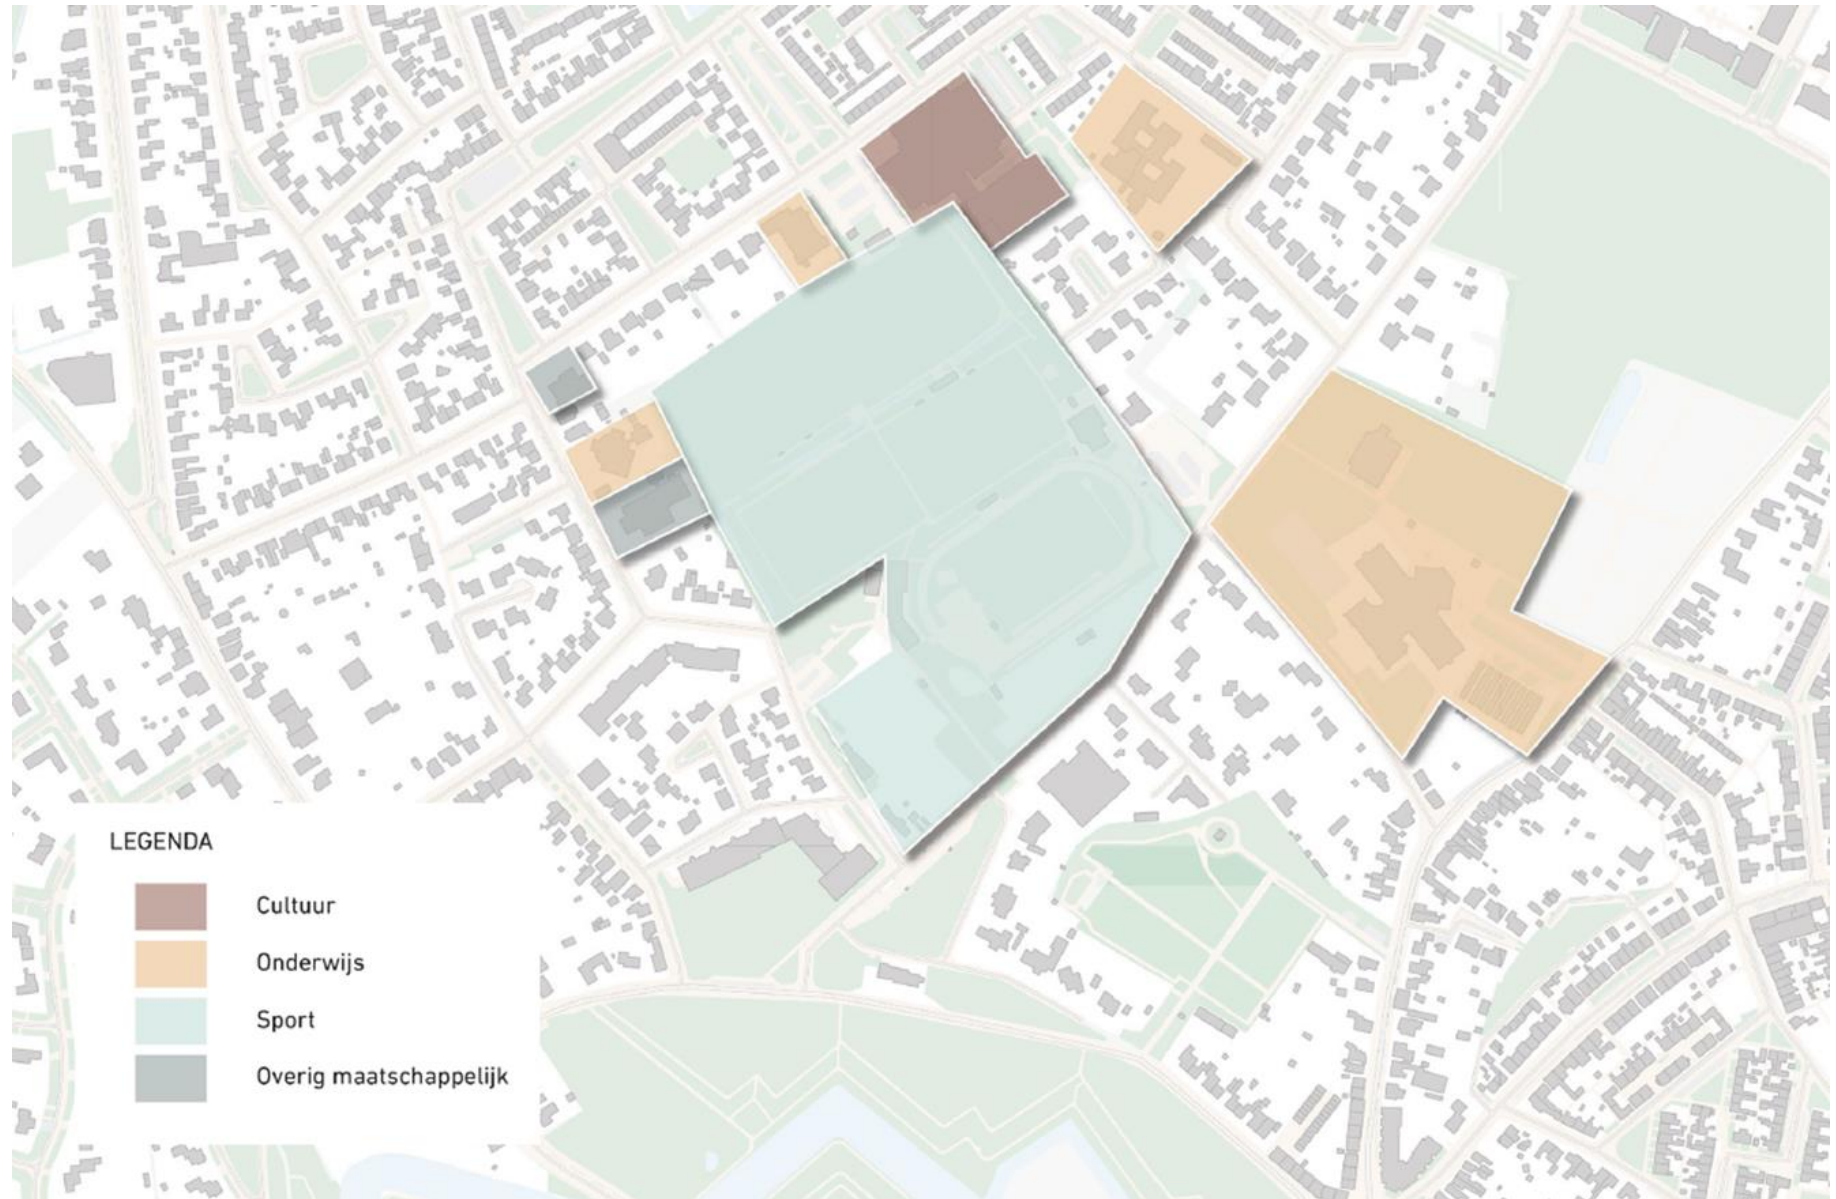 LEGENDA
Cultuur
Onderwijs
Sport
Overig maatschappelijk